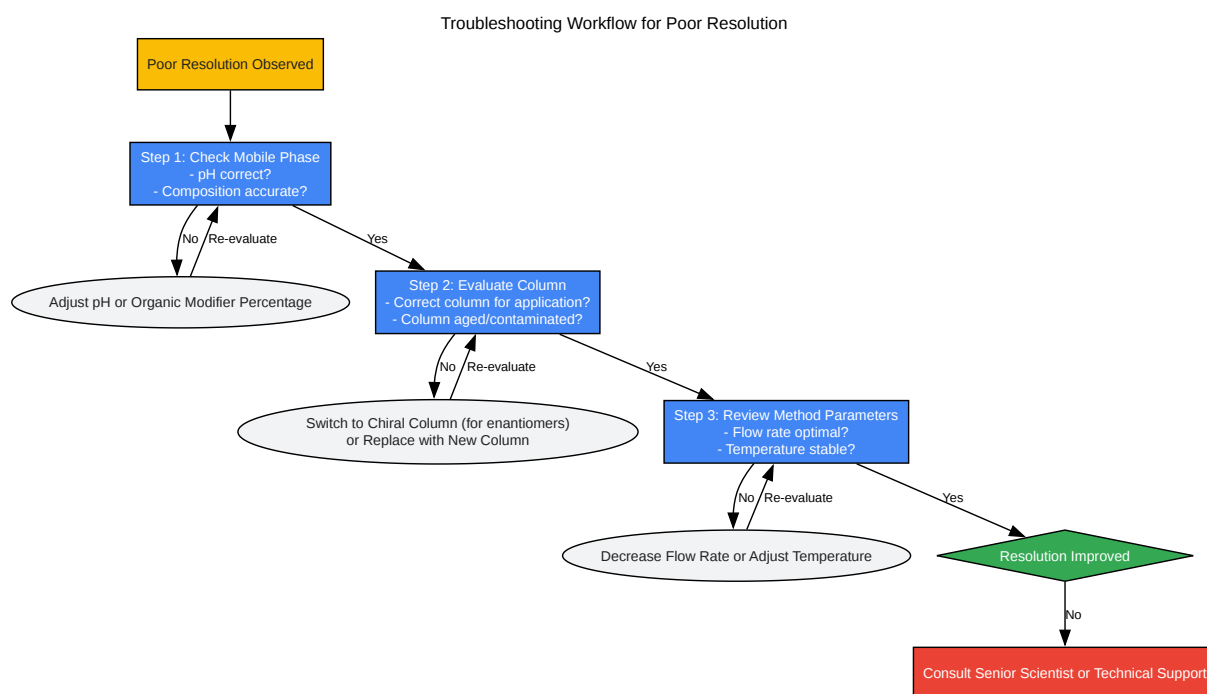 Troubleshooting Workflow for Poor Resolution
Poor Resolution Observed
Step 1: Check Mobile Phase
- pH correct?
- Composition accurate?
No
Re-evaluate
Yes
Adjust pH or Organic Modifier Percentage
Step 2: Evaluate Column
- Correct column for application?
- Column aged/contaminated?
No
Re-evaluate
Yes
Switch to Chiral Column (for enantiomers)
or Replace with New Column
Step 3: Review Method Parameters
- Flow rate optimal?
- Temperature stable?
No
Re-evaluate
Yes
Decrease Flow Rate or Adjust Temperature
Resolution Improved
No
Consult Senior Scientist or Technical Support